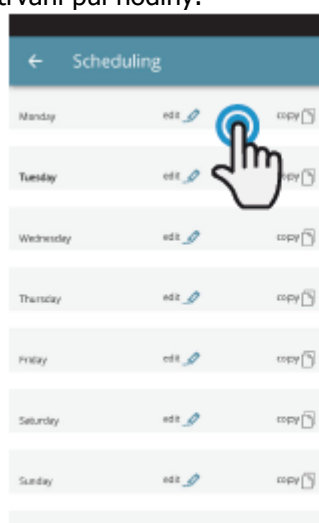 trvání půl hodiny.
← Scheduling
Monday edit copy
Tuesday edit copy
Wednesday edit copy
Thursday edit copy
Friday edit copy
Saturday edit copy
Sunday edit copy